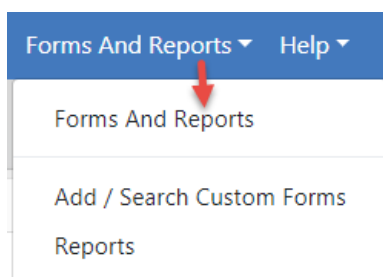 Forms And Reports Help
Forms And Reports
Add / Search Custom Forms
Reports